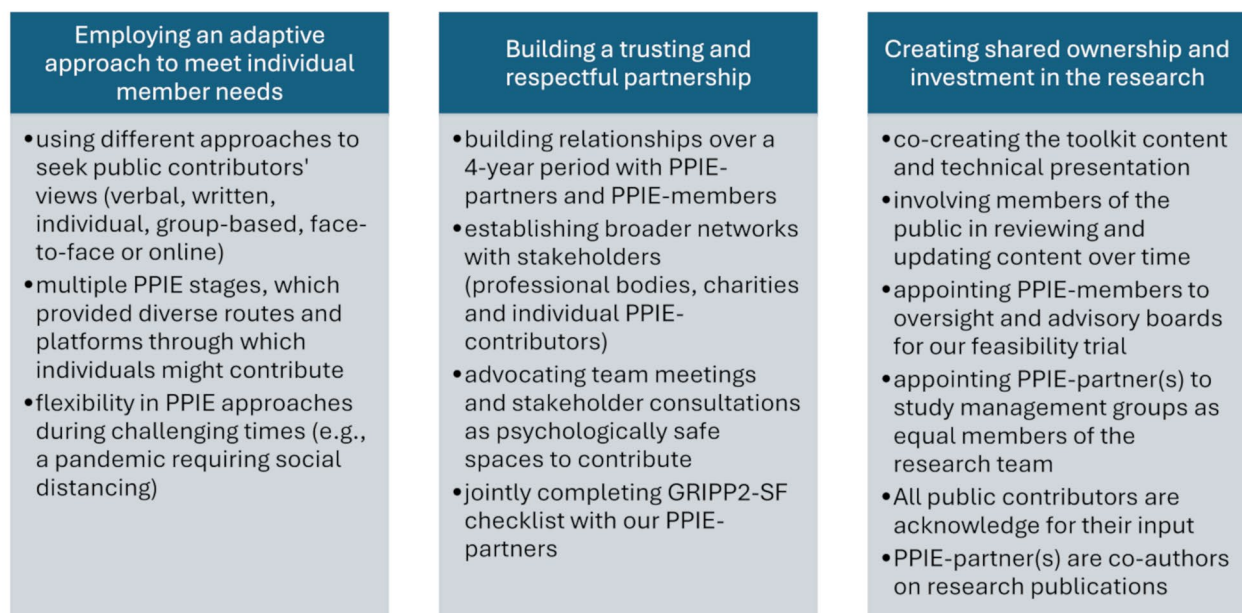 Employing an adaptive
approach to meet individual
member needs
•using different approaches to
seek public contributors'
views (verbal, written,
individual, group-based, face-
to-face or online)
•multiple PPIE stages, which
provided diverse routes and
platforms through which
individuals might contribute
•flexibility in PPIE approaches
during challenging times (e.g.,
a pandemic requiring social
distancing)
Building a trusting and
respectful partnership
•building relationships over a
4-year period with PPIE-
partners and PPIE-members
•establishing broader networks
with stakeholders
(professional bodies, charities
and individual PPIE-
contributors)
•advocating team meetings
and stakeholder consultations
as psychologically safe
spaces to contribute
•jointly completing GRIPP2-SF
checklist with our PPIE-
partners
Creating shared ownership and
investment in the research
•co-creating the toolkit content
and technical presentation
•involving members of the
public in reviewing and
updating content over time
•appointing PPIE-members to
oversight and advisory boards
for our feasibility trial
•appointing PPIE-partner(s) to
study management groups as
equal members of the
research team
•All public contributors are
acknowledge for their input
•PPIE-partner(s) are co-authors
on research publications